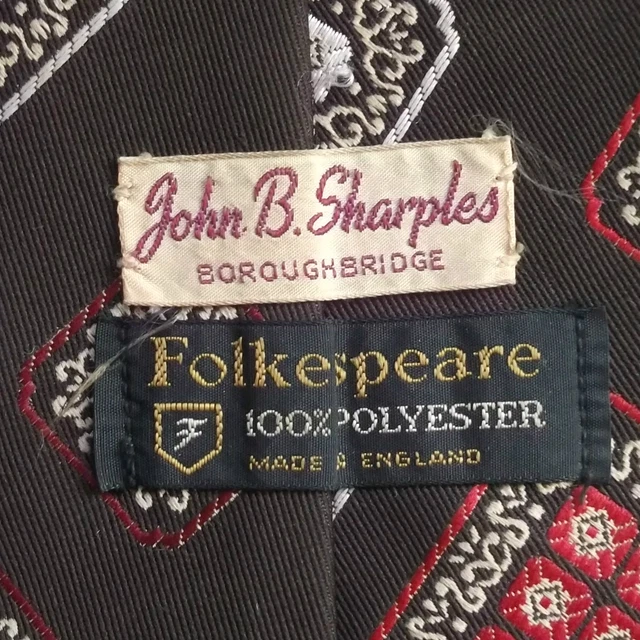 John B. Sharples
BOROUGHBRIDGE
Folkespeare
100% POLYESTER
MADE ENGLAND